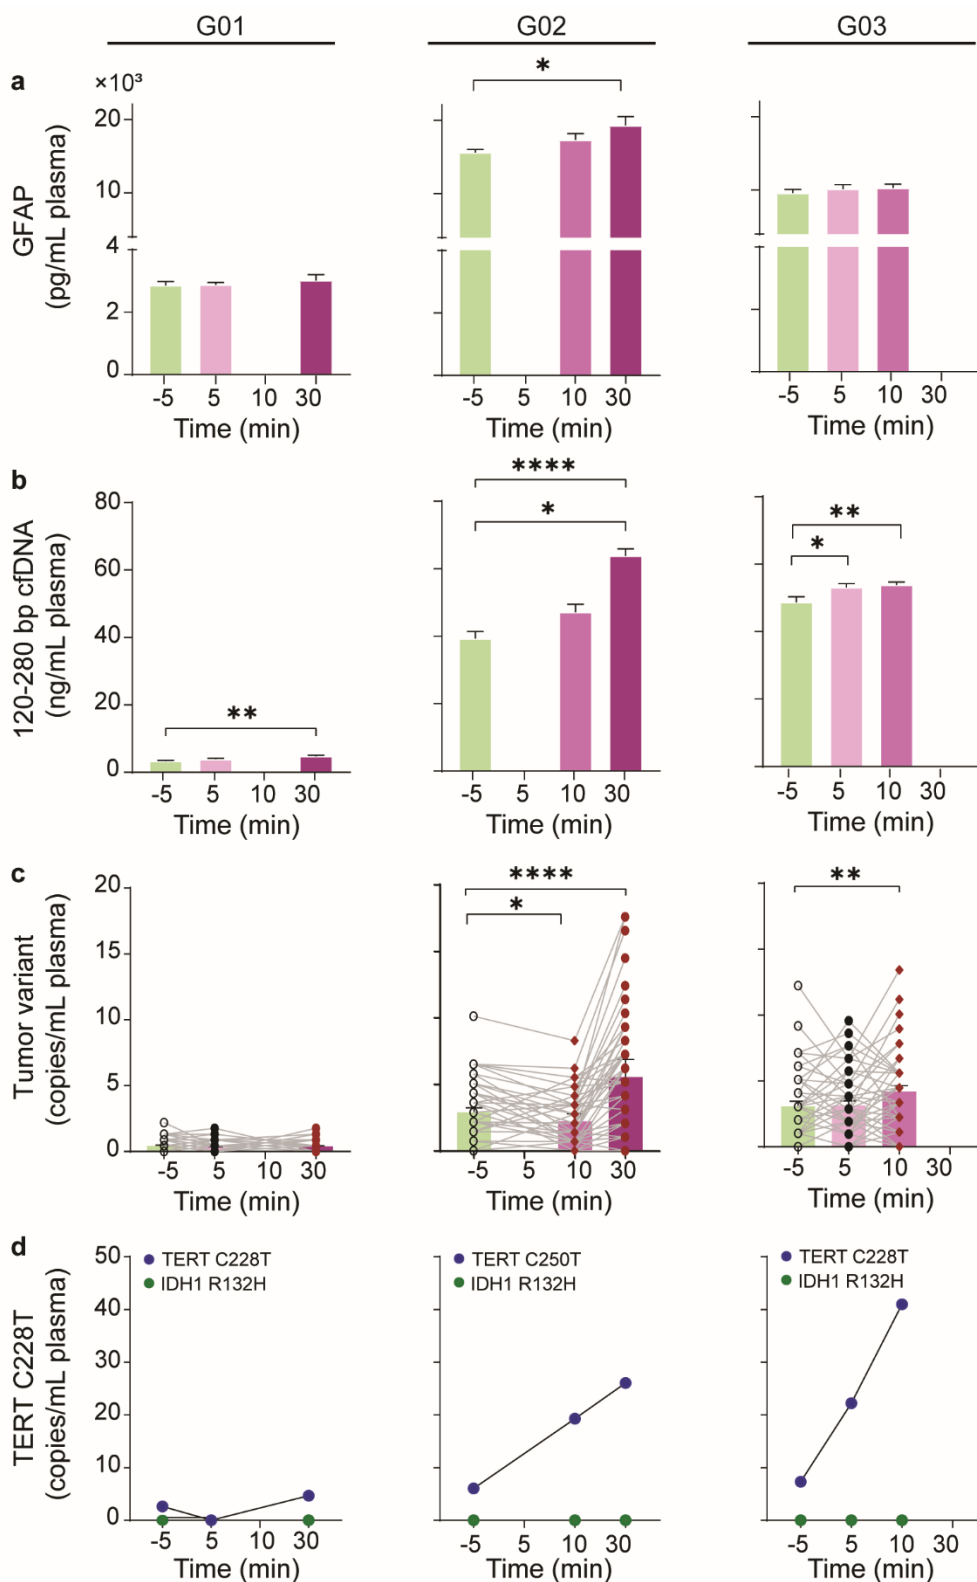 G01 G02 G03
a
×10³
GFAP
(pg/mL plasma)
20
10
4
2
0
*
-5 5 10 30 -5 5 10 30 -5 5 10 30
Time (min) Time (min) Time (min)
b
120-280 bp cfDNA
(ng/mL plasma)
80
60
40
20
0
**
****
*
**
*
-5 5 10 30 -5 5 10 30 -5 5 10 30
Time (min) Time (min) Time (min)
c
Tumor variant
(copies/mL plasma)
20
15
10
5
0
****
*
**
-5 5 10 30 -5 5 10 30 -5 5 10 30
Time (min) Time (min) Time (min)
d
TERT C228T
(copies/mL plasma)
50
40
30
20
10
0
TERT C228T TERT C250T TERT C228T
IDH1 R132H IDH1 R132H IDH1 R132H
-5 5 10 30 -5 5 10 30 -5 5 10 30
Time (min) Time (min) Time (min)